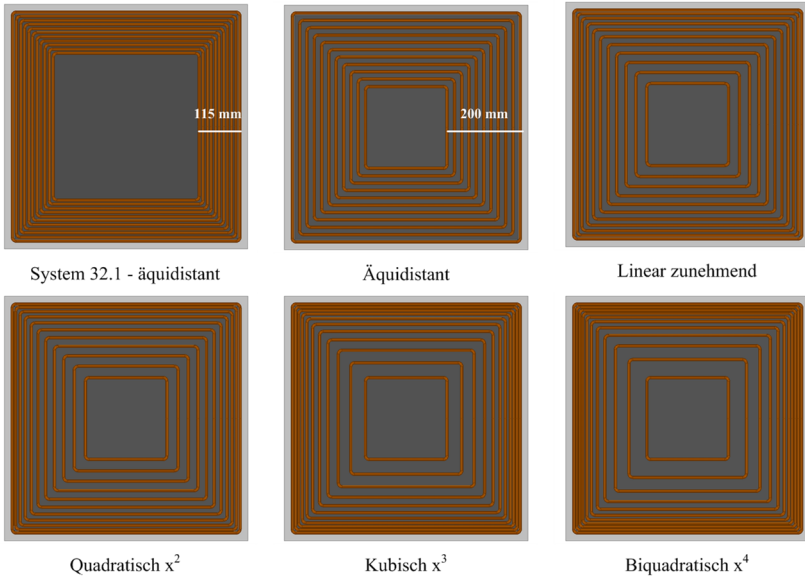 115 mm
200 mm
System 32.1 - äquidistant
Äquidistant
Linear zunehmend
Quadratisch x²
Kubisch x³
Biquadratisch x⁴